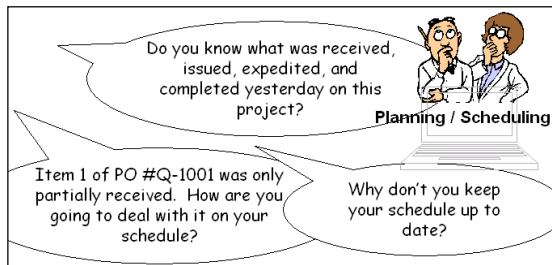 Do you know what was received,
issued, expedited, and
completed yesterday on this
project?
Planning / Scheduling
Item 1 of PO #Q-1001 was only
partially received. How are you
going to deal with it on your
schedule?
Why don't you keep
your schedule up to
date?